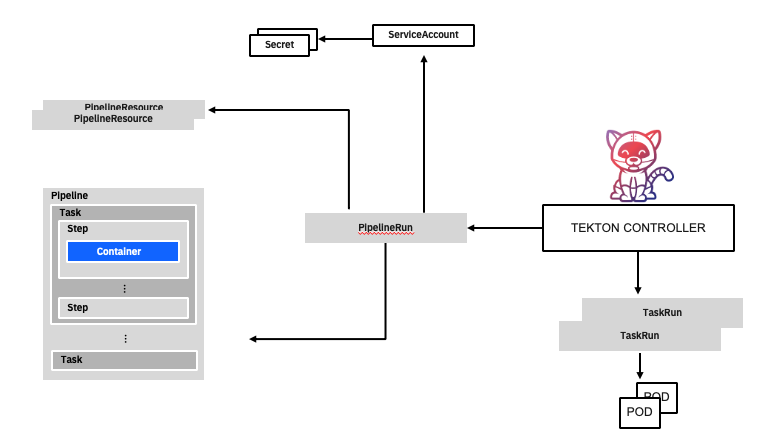 ServiceAccount
Secret
PipelineResource
PipelineResource
Pipeline
Task
Step
Container
⋮
Step
⋮
Task
PipelineRun
TEKTON CONTROLLER
TaskRun
TaskRun
POD
POD